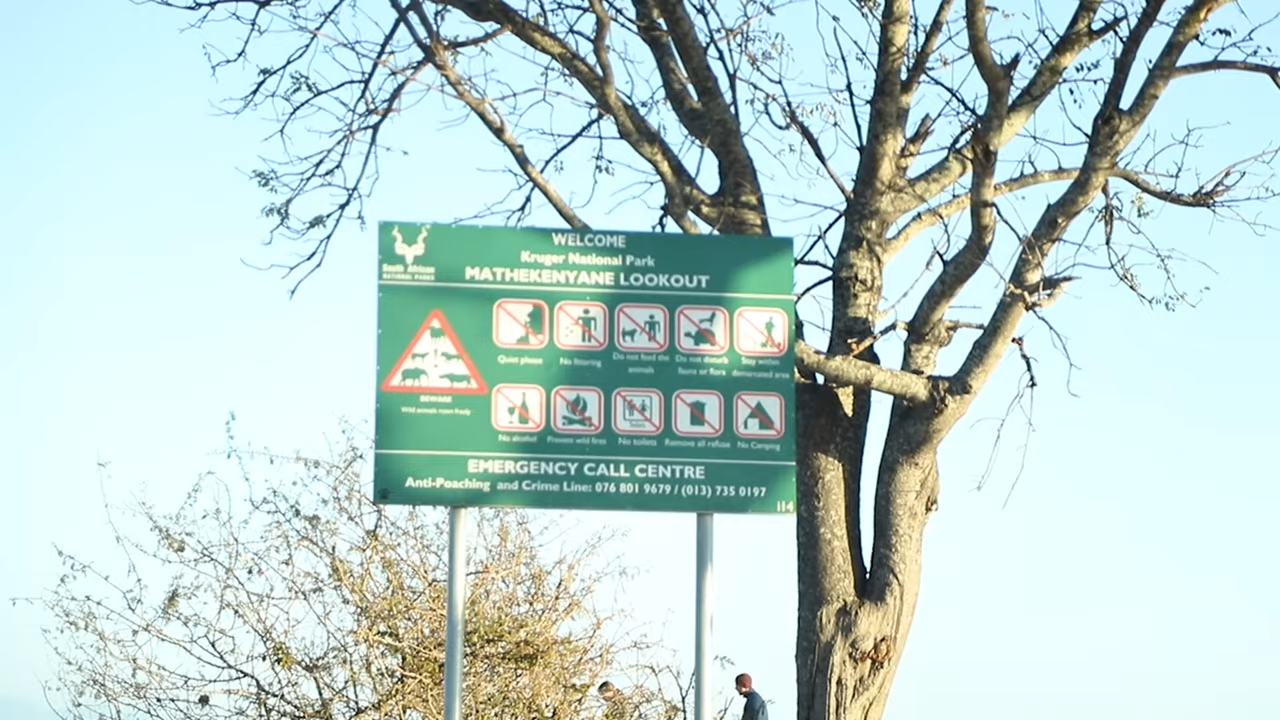 WELCOME
Kruger National Park
MATHEKENYANE LOOKOUT
South African
NATIONAL PARKS
Quiet please
No littering
Do not feed the
animals
Do not disturb
fauna or flora
Stay within
demarcated area
BEWARE
Wild animals roam freely
No alcohol
Prevent wild fires
No toilets
Remove all refuse
No Camping
EMERGENCY CALL CENTRE
Anti-Poaching and Crime Line: 076 801 9679 / (013) 735 0197
114